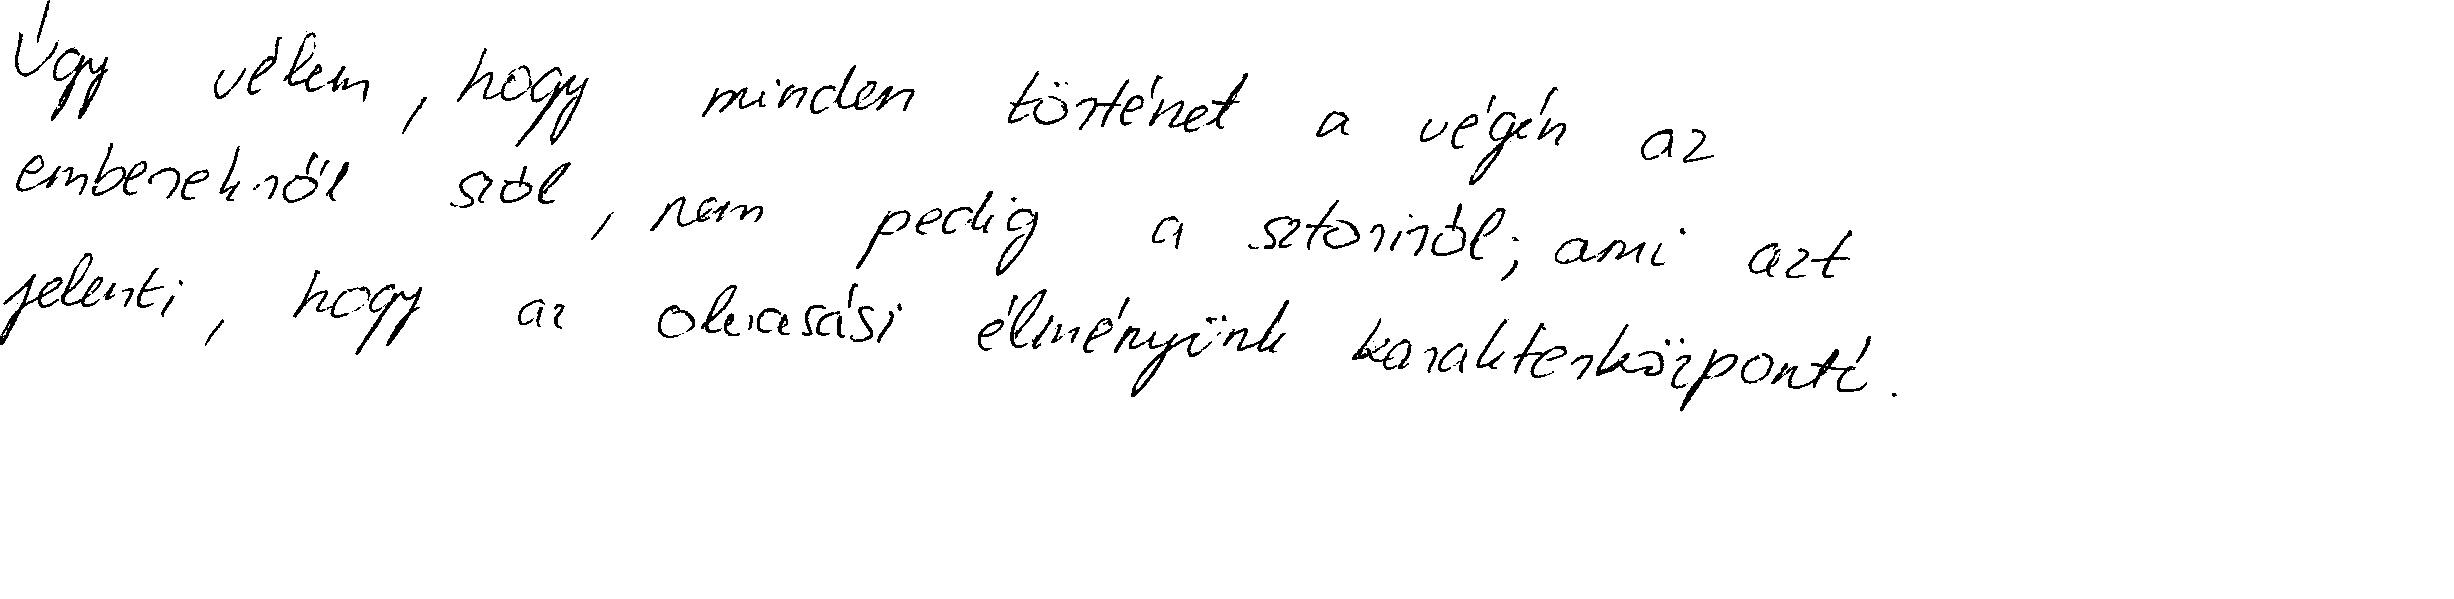 Úgy vélem, hogy minden történet a végén az
emberekről szól, nem pedig a sztoriról; ami azt
jelenti, hogy az olvasási élményünk karakterközpontú.